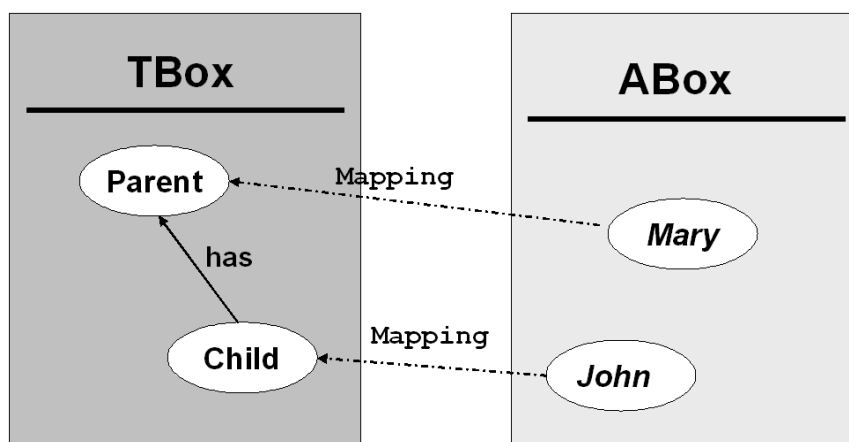 TBox
ABox
Parent
Mapping
Mary
has
Mapping
Child
John